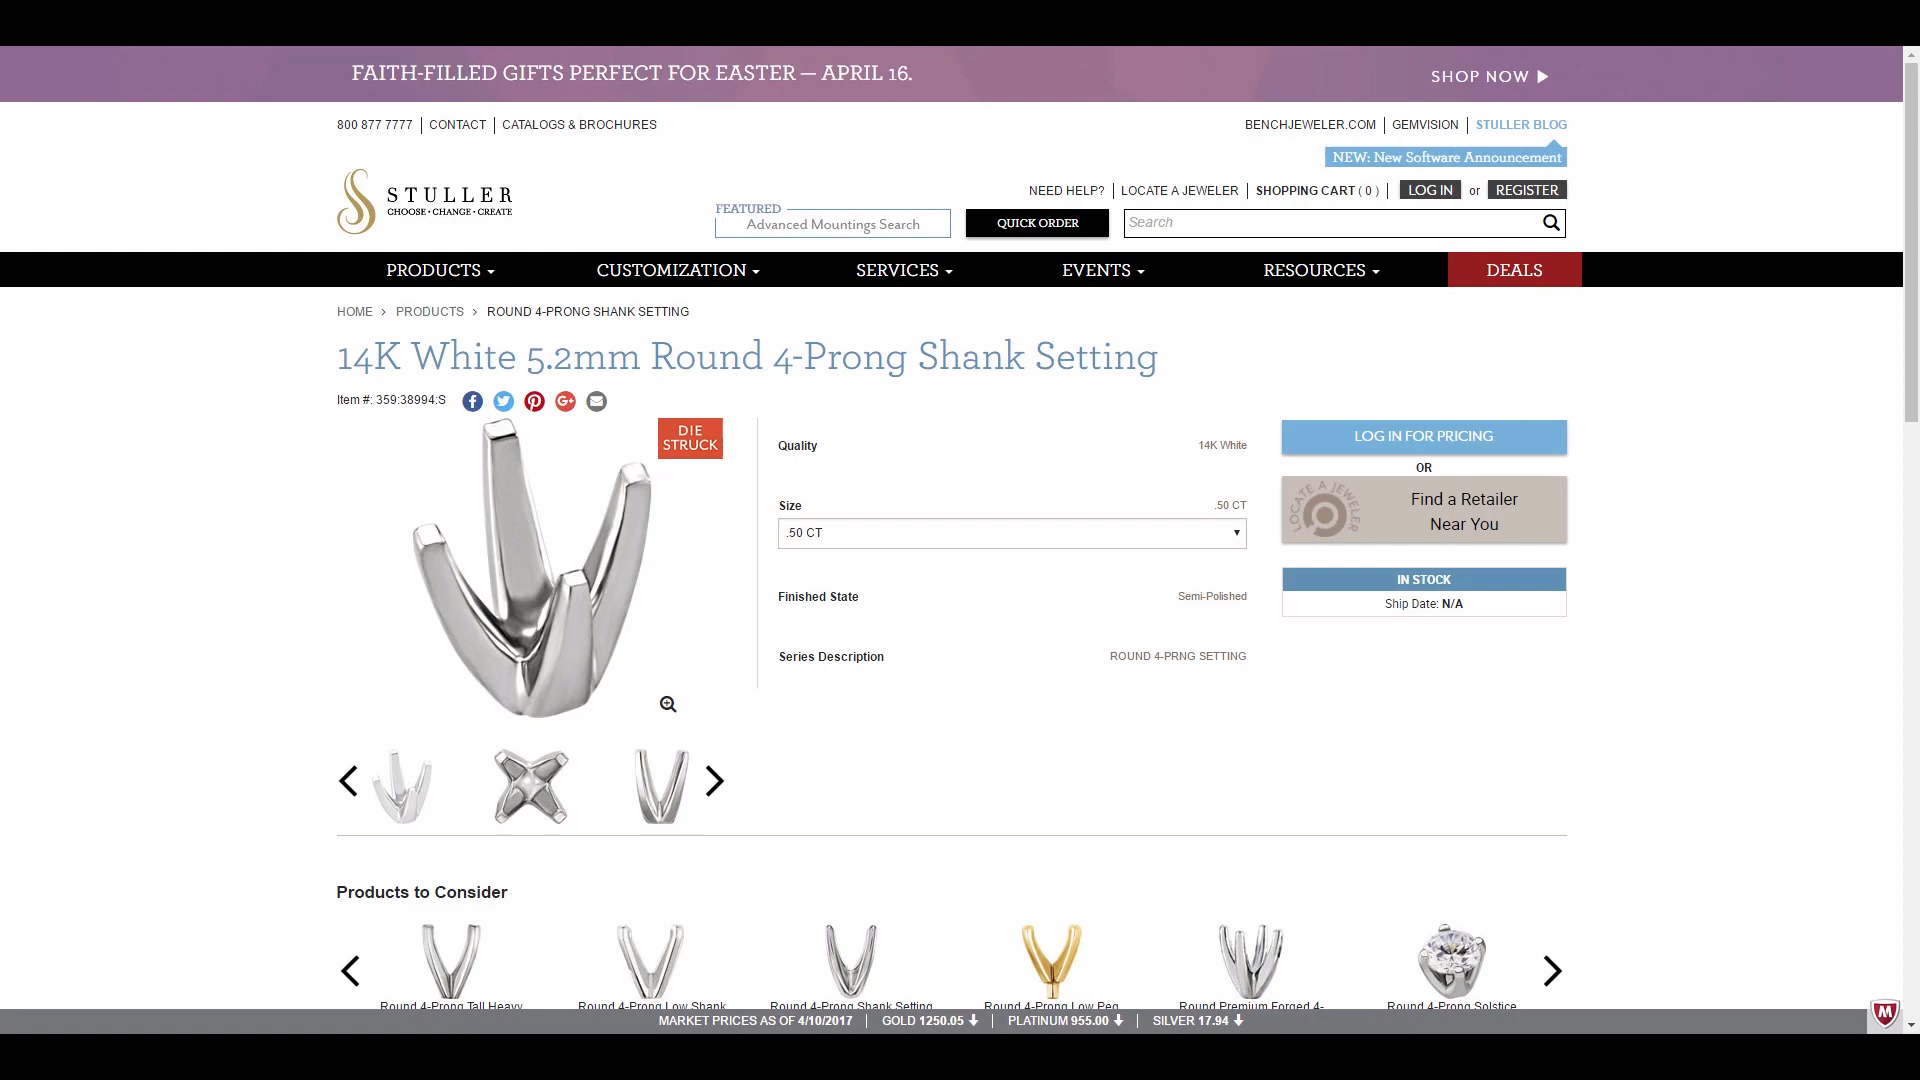 FAITH-FILLED GIFTS PERFECT FOR EASTER — APRIL 16.
SHOP NOW
800 877 7777 | CONTACT | CATALOGS & BROCHURES
BENCHJEWELER.COM | GEMVISION | STULLER BLOG
NEW: New Software Announcement
STULLER
CHOOSE • CHANGE • CREATE
NEED HELP? | LOCATE A JEWELER | SHOPPING CART ( 0 ) | LOG IN or REGISTER
FEATURED
Advanced Mountings Search
QUICK ORDER
Search
PRODUCTS CUSTOMIZATION SERVICES EVENTS RESOURCES DEALS
HOME > PRODUCTS > ROUND 4-PRONG SHANK SETTING
14K White 5.2mm Round 4-Prong Shank Setting
Item #: 359:38994:S
DIE
STRUCK
Quality 14K White
Size .50 CT
.50 CT
Finished State Semi-Polished
Series Description ROUND 4-PRNG SETTING
LOG IN FOR PRICING
OR
LOCATE A JEWELER
Find a Retailer
Near You
IN STOCK
Ship Date: N/A
Products to Consider
Round 4-Prong Tall Heavy
Round 4-Prong Low Shank
Round 4-Prong Shank Setting
Round 4-Prong Low Peg
Round Premium Forged 4-
Round 4-Prong Solstice
MARKET PRICES AS OF 4/10/2017 | GOLD 1250.05 | PLATINUM 955.00 | SILVER 17.94